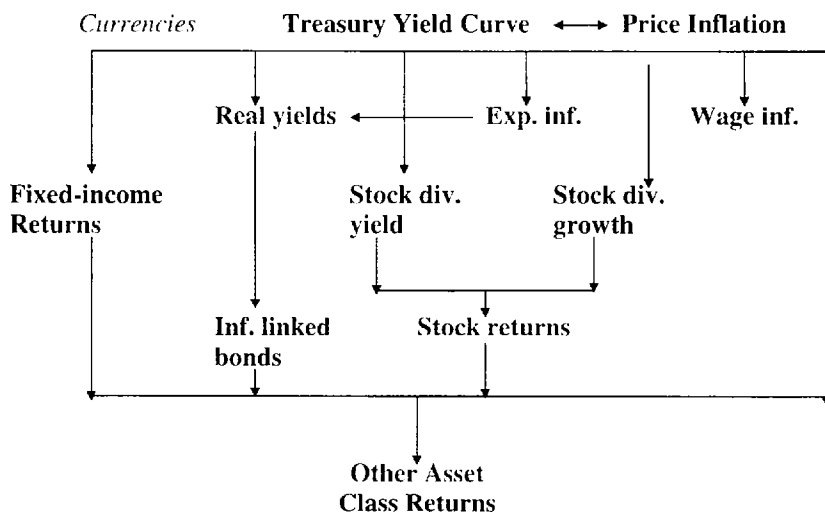 Currencies Treasury Yield Curve Price Inflation
Real yields Exp. inf. Wage inf.
Fixed-income Stock div. Stock div.
Returns yield growth
Inf. linked Stock returns
bonds
Other Asset
Class Returns